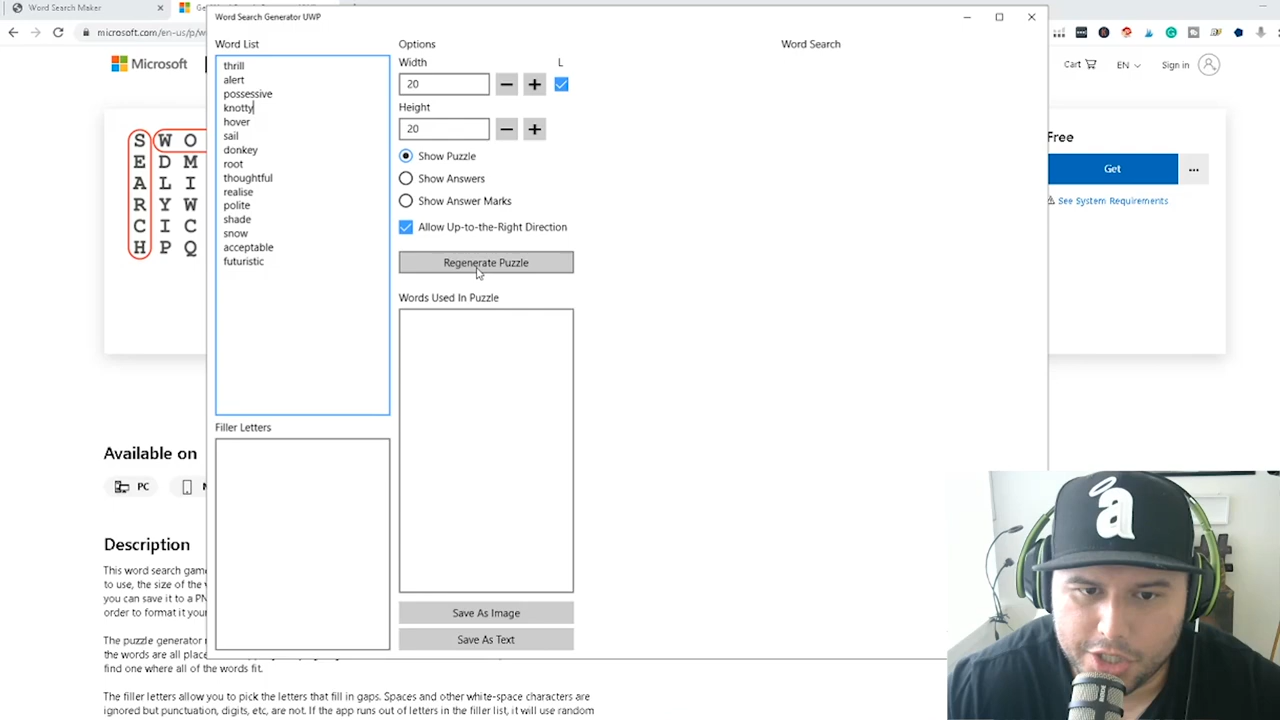 Word Search Maker
Ge
Word Search Generator UWP
microsoft.com/en-us/p/w
Microsoft
Cart
EN
Sign in
S W O
E D M
A L I
R Y W
C I C
H P Q
Word List
thrill
alert
possessive
knotty
hover
sail
donkey
root
thoughtful
realise
polite
shade
snow
acceptable
futuristic
Filler Letters
Options
Width
L
20
Height
20
Show Puzzle
Show Answers
Show Answer Marks
Allow Up-to-the-Right Direction
Regenerate Puzzle
Words Used In Puzzle
Save As Image
Save As Text
Word Search
Free
Get
See System Requirements
Available on
PC
Description
This word search game
to use, the size of the
you can save it to a PN
order to format it your
The puzzle generator
the words are all place
find one where all of the words fit.
The filler letters allow you to pick the letters that fill in gaps. Spaces and other white-space characters are
ignored but punctuation, digits, etc, are not. If the app runs out of letters in the filler list, it will use random
a